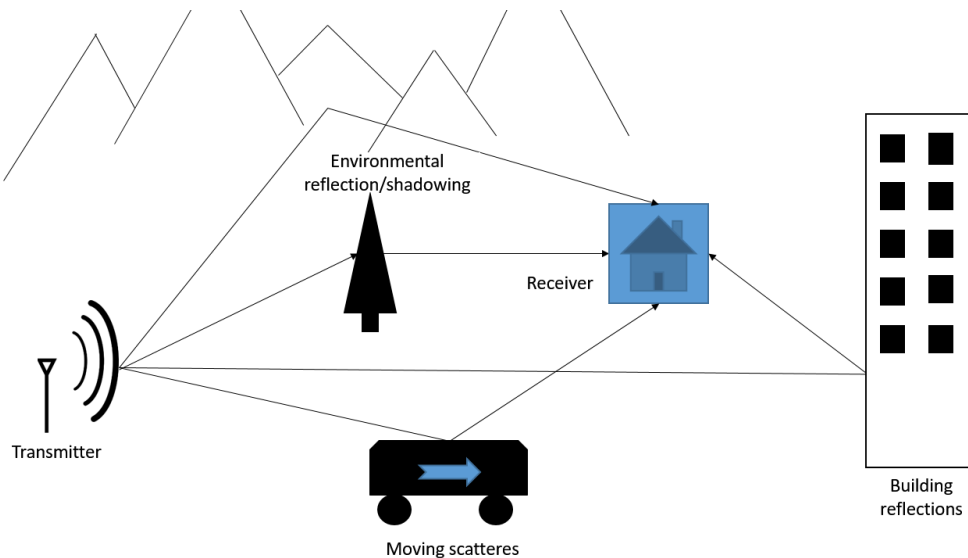 Environmental
reflection/shadowing
Receiver
Transmitter
Moving scatteres
Building
reflections